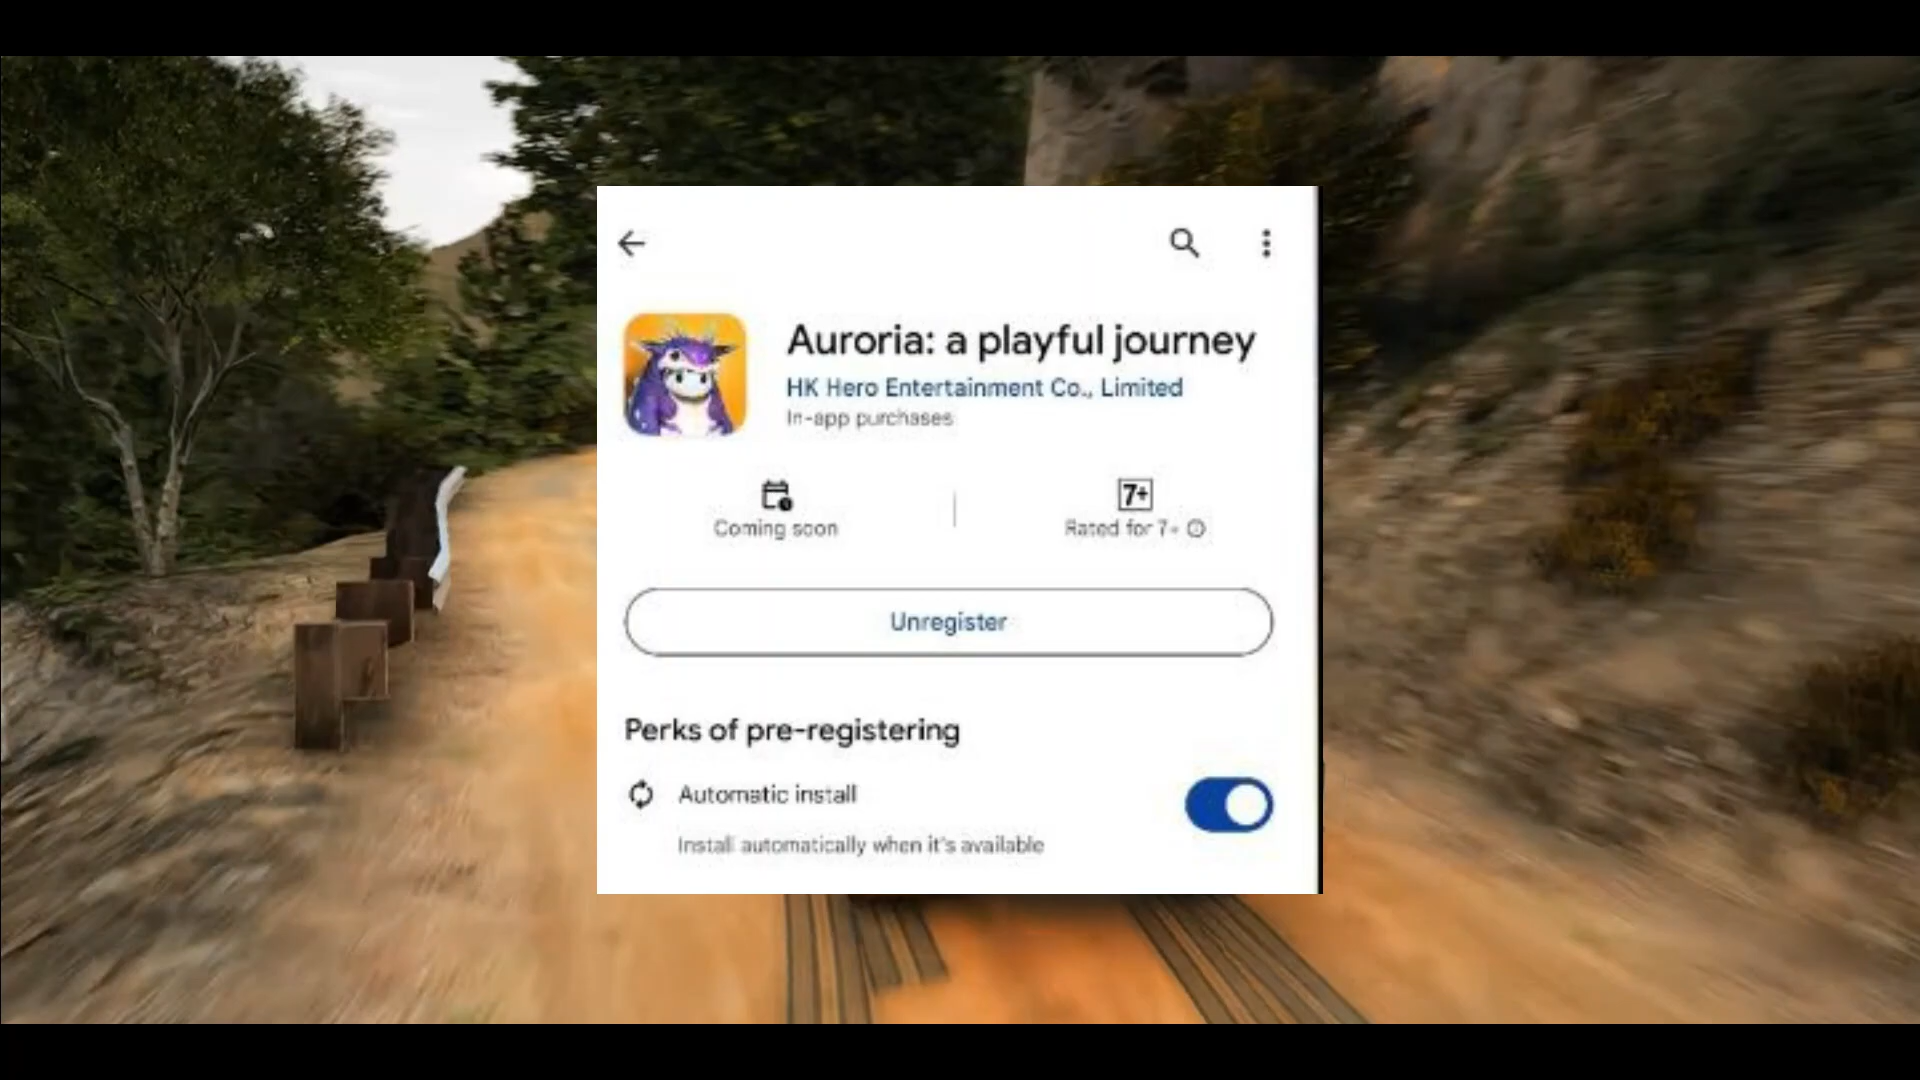 Auroria: a playful journey
HK Hero Entertainment Co., Limited
In-app purchases
Coming soon
7+
Rated for 7+
Unregister
Perks of pre-registering
Automatic install
Install automatically when it's available